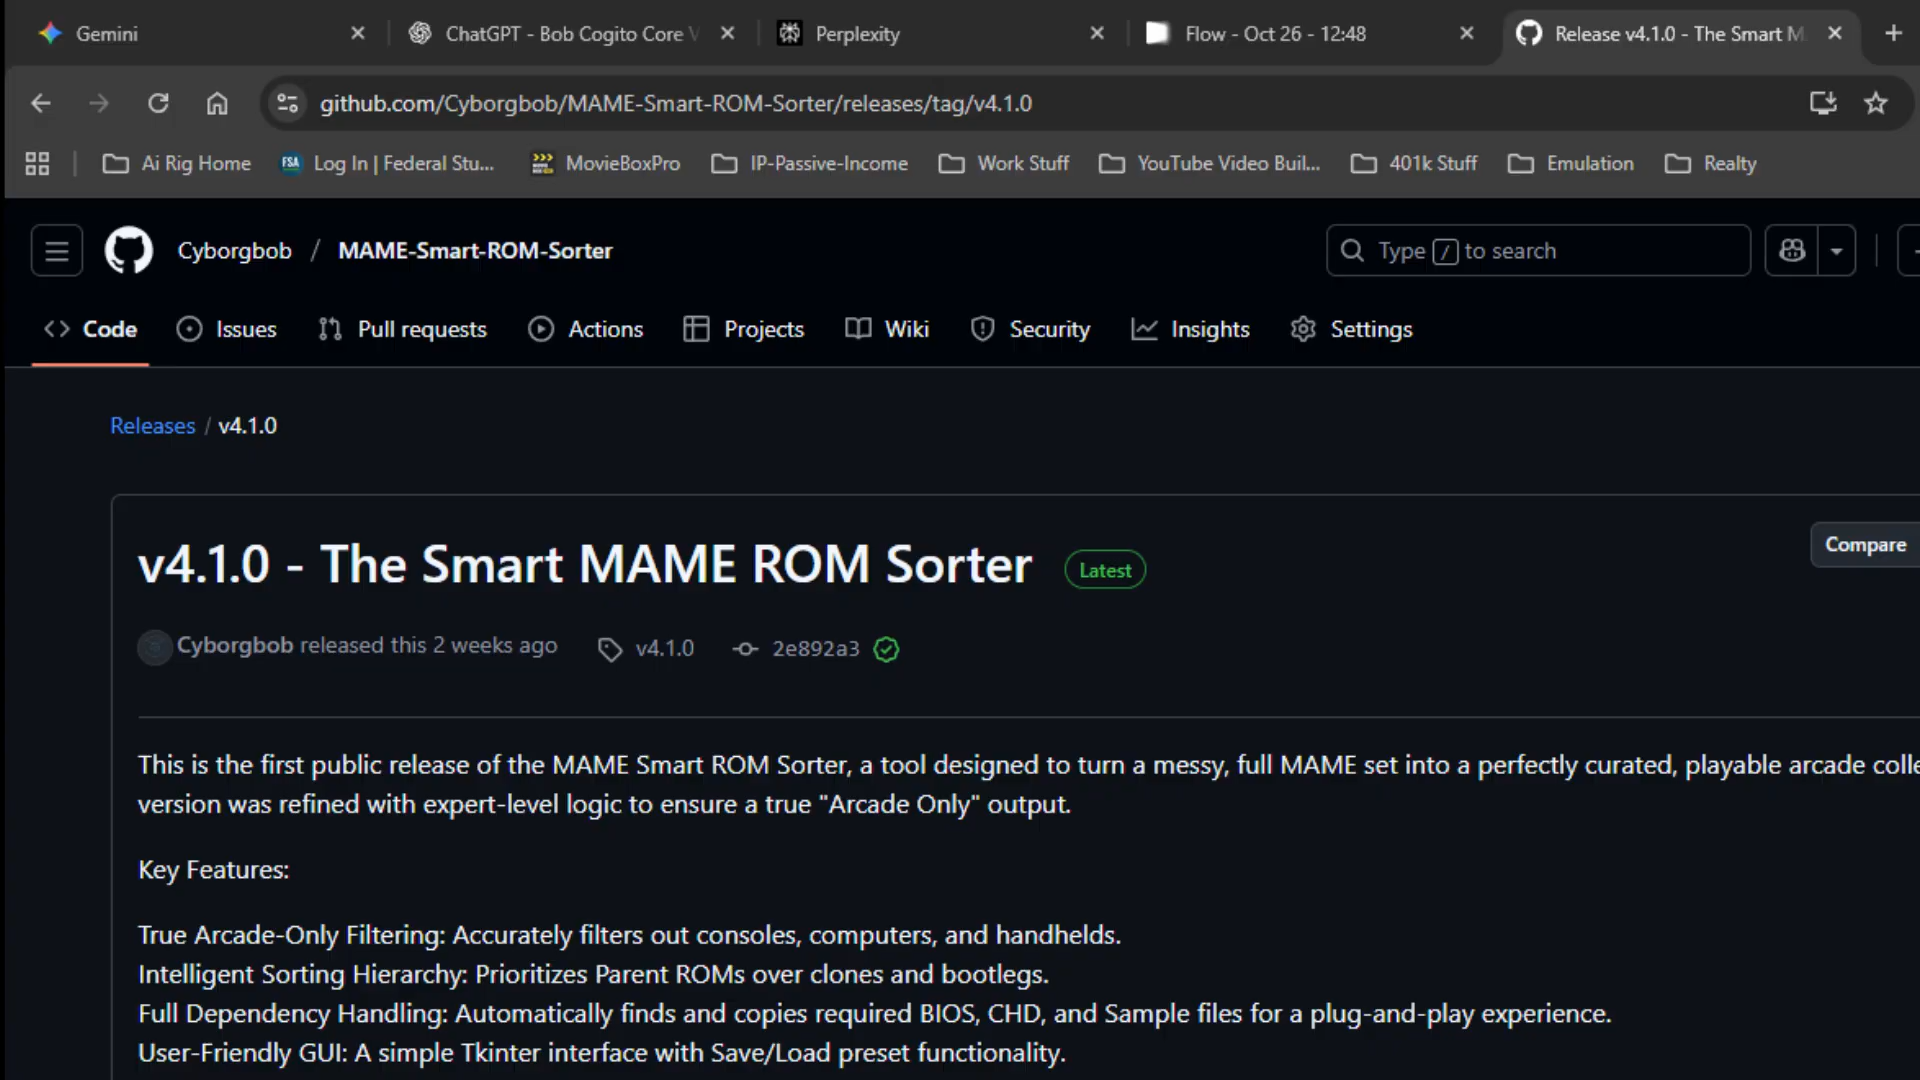 Gemini
ChatGPT - Bob Cogito Core
Perplexity
Flow - Oct 26 - 12:48
Release v4.1.0 - The Smart M
github.com/Cyborgbob/MAME-Smart-ROM-Sorter/releases/tag/v4.1.0
Ai Rig Home
FSA Log In | Federal Stu...
MovieBoxPro
IP-Passive-Income
Work Stuff
YouTube Video Buil...
401k Stuff
Emulation
Realty
Cyborgbob / MAME-Smart-ROM-Sorter
Type / to search
Code
Issues
Pull requests
Actions
Projects
Wiki
Security
Insights
Settings
Releases / v4.1.0
v4.1.0 - The Smart MAME ROM Sorter
Latest
Compare
Cyborgbob released this 2 weeks ago
v4.1.0
2e892a3
This is the first public release of the MAME Smart ROM Sorter, a tool designed to turn a messy, full MAME set into a perfectly curated, playable arcade colle
version was refined with expert-level logic to ensure a true "Arcade Only" output.
Key Features:
True Arcade-Only Filtering: Accurately filters out consoles, computers, and handhelds.
Intelligent Sorting Hierarchy: Prioritizes Parent ROMs over clones and bootlegs.
Full Dependency Handling: Automatically finds and copies required BIOS, CHD, and Sample files for a plug-and-play experience.
User-Friendly GUI: A simple Tkinter interface with Save/Load preset functionality.